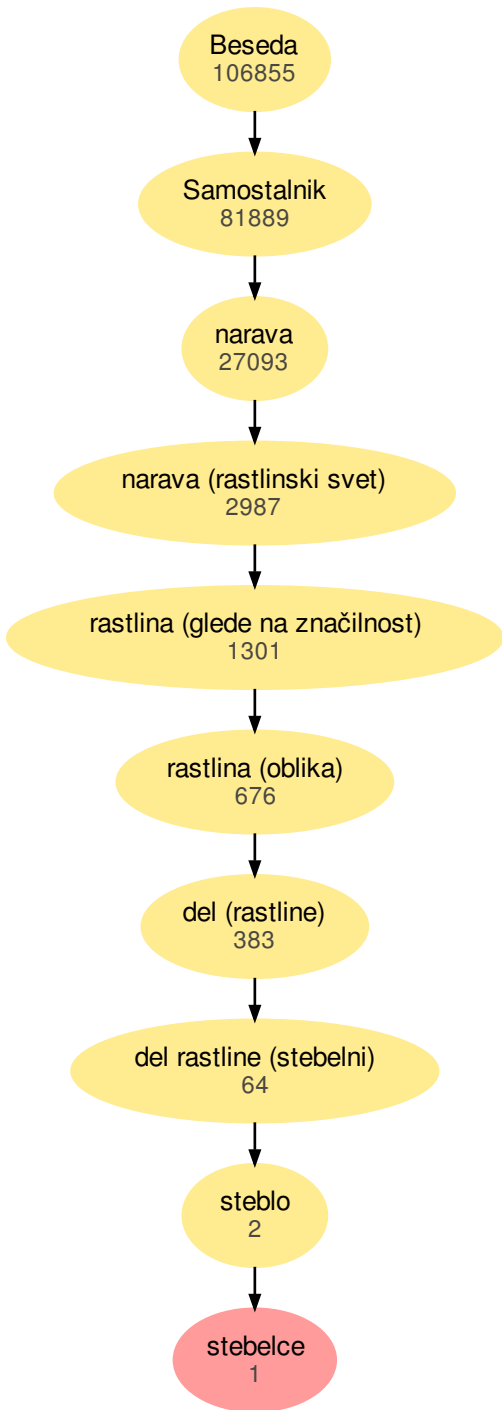 Beseda
106855
Samostalnik
81889
narava
27093
narava (rastlinski svet)
2987
rastlina (glede na značilnost)
1301
rastlina (oblika)
676
del (rastline)
383
del rastline (stebelni)
64
steblo
2
stebelce
1